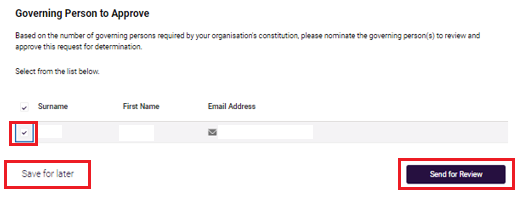 Governing Person to Approve
Based on the number of governing persons required by your organisation's constitution, please nominate the governing person(s) to review and
approve this request for determination.
Select from the list below.
Surname First Name Email Address
Save for later Send for Review